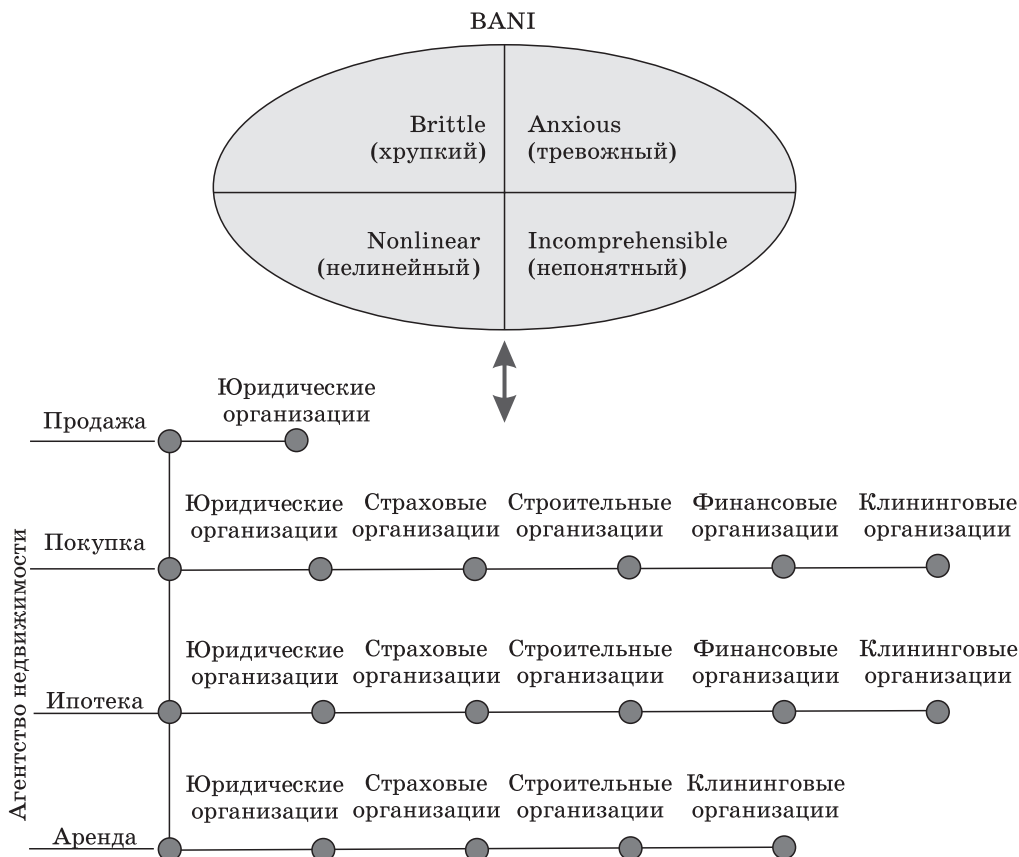 BANI
Brittle
(хрупкий)
Anxious
(тревожный)
Nonlinear
(нелинейный)
Incomprehensible
(непонятный)
Агентство недвижимости
Продажа
Юридические
организации
Покупка
Юридические
организации
Страховые
организации
Строительные
организации
Финансовые
организации
Клининговые
организации
Ипотека
Юридические
организации
Страховые
организации
Строительные
организации
Финансовые
организации
Клининговые
организации
Аренда
Юридические
организации
Страховые
организации
Строительные
организации
Клининговые
организации